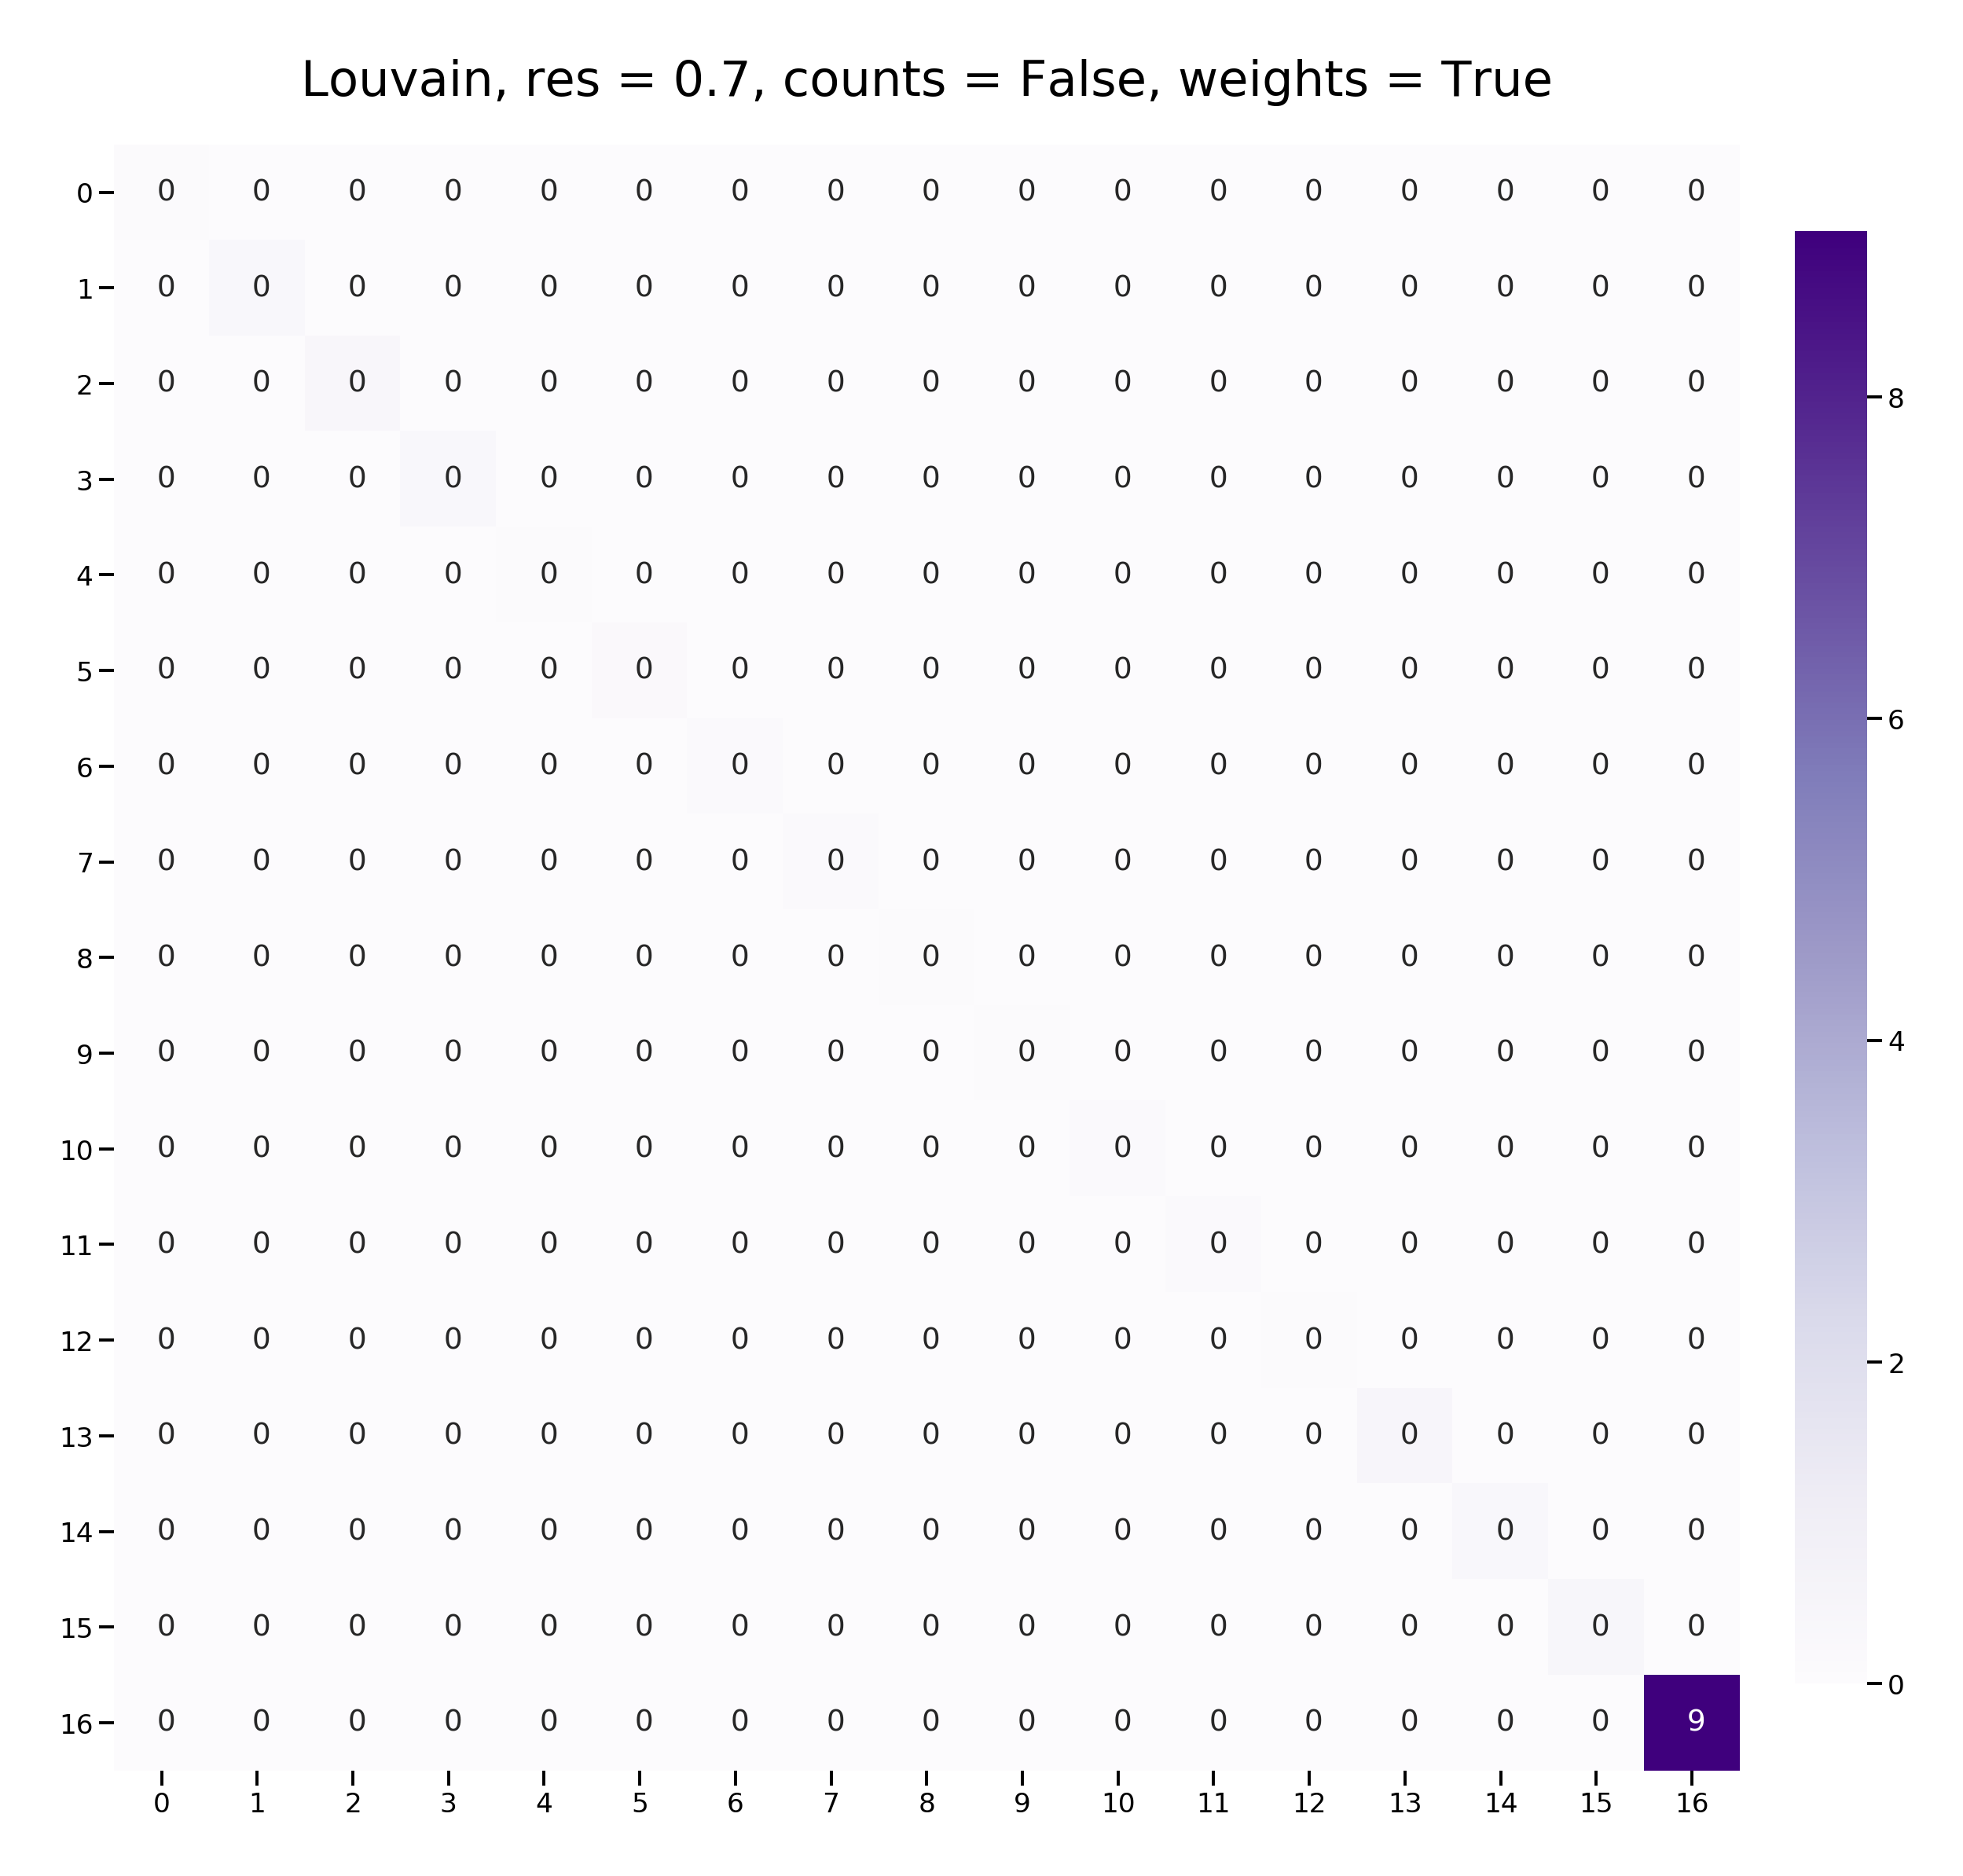 Louvain, res = 0.7, counts = False, weights = True
0 0 0 0 0 0 0 0 0 0 0 0 0 0 0 0 0 0
1 0 0 0 0 0 0 0 0 0 0 0 0 0 0 0 0 0
2 0 0 0 0 0 0 0 0 0 0 0 0 0 0 0 0 0
8
3 0 0 0 0 0 0 0 0 0 0 0 0 0 0 0 0 0
4 0 0 0 0 0 0 0 0 0 0 0 0 0 0 0 0 0
5 0 0 0 0 0 0 0 0 0 0 0 0 0 0 0 0 0
6
6 0 0 0 0 0 0 0 0 0 0 0 0 0 0 0 0 0
7 0 0 0 0 0 0 0 0 0 0 0 0 0 0 0 0 0
8 0 0 0 0 0 0 0 0 0 0 0 0 0 0 0 0 0
9 0 0 0 0 0 0 0 0 0 0 0 0 0 0 0 0 0
4
10 0 0 0 0 0 0 0 0 0 0 0 0 0 0 0 0 0
11 0 0 0 0 0 0 0 0 0 0 0 0 0 0 0 0 0
12 0 0 0 0 0 0 0 0 0 0 0 0 0 0 0 0 0
2
13 0 0 0 0 0 0 0 0 0 0 0 0 0 0 0 0 0
14 0 0 0 0 0 0 0 0 0 0 0 0 0 0 0 0 0
15 0 0 0 0 0 0 0 0 0 0 0 0 0 0 0 0 0
0
16 0 0 0 0 0 0 0 0 0 0 0 0 0 0 0 0 9
0 1 2 3 4 5 6 7 8 9 10 11 12 13 14 15 16